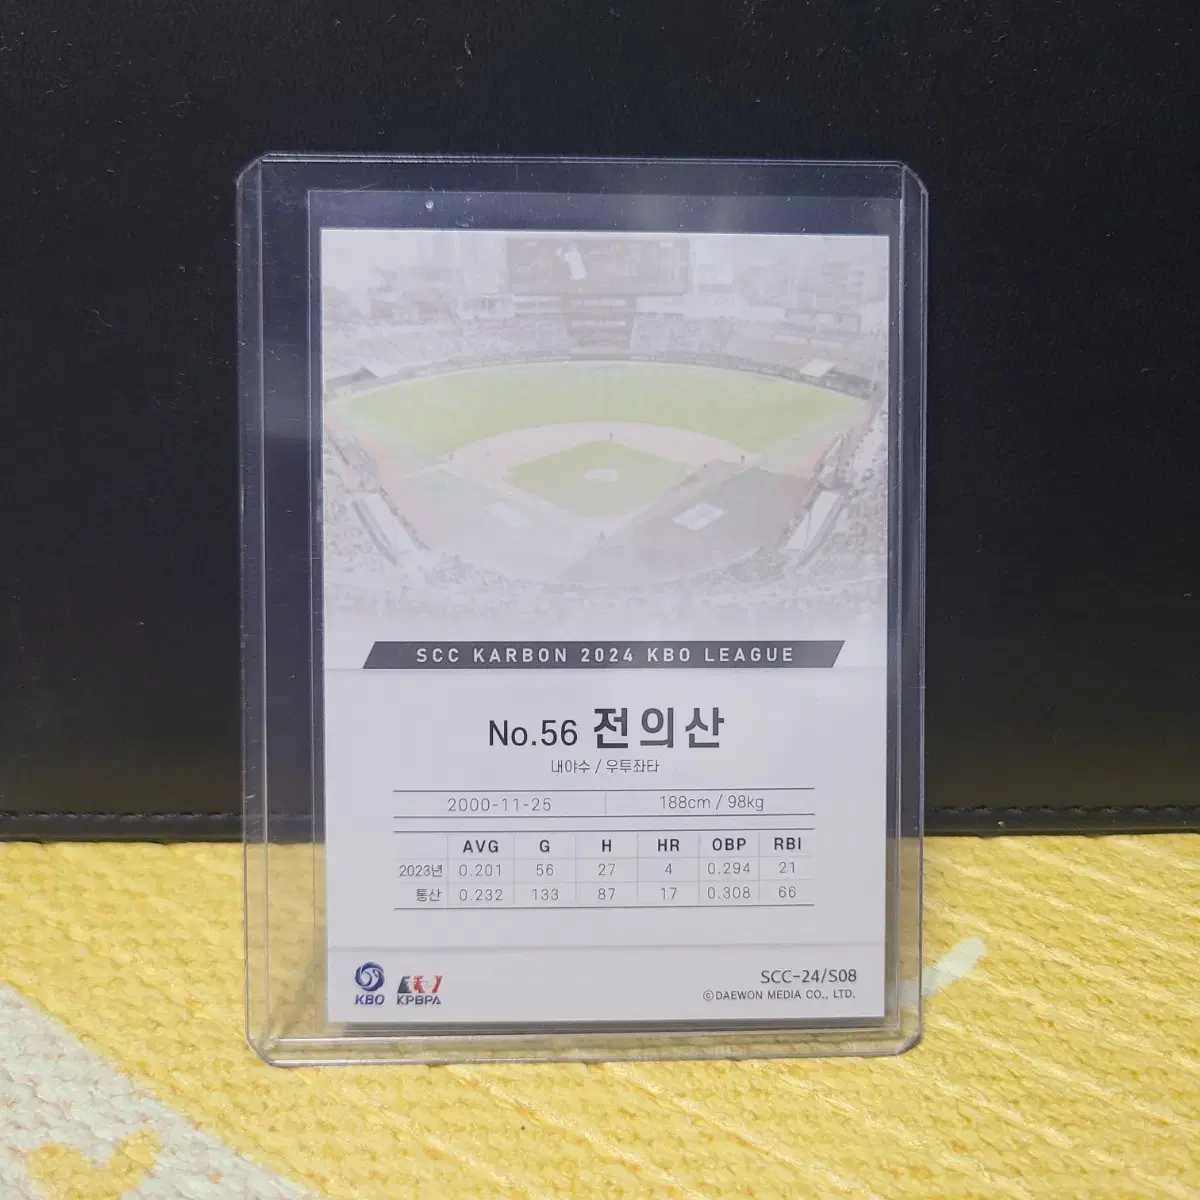 SCC KARBON 2024 KBO LEAGUE
No.56 전의산
내야수 / 우투좌타
2000-11-25 188cm / 98kg
AVG G H HR OBP RBI
2023년 0.201 56 27 4 0.294 21
통산 0.232 133 87 17 0.308 66
KBO KPBPA
SCC-24/S08
©DAEWON MEDIA CO., LTD.